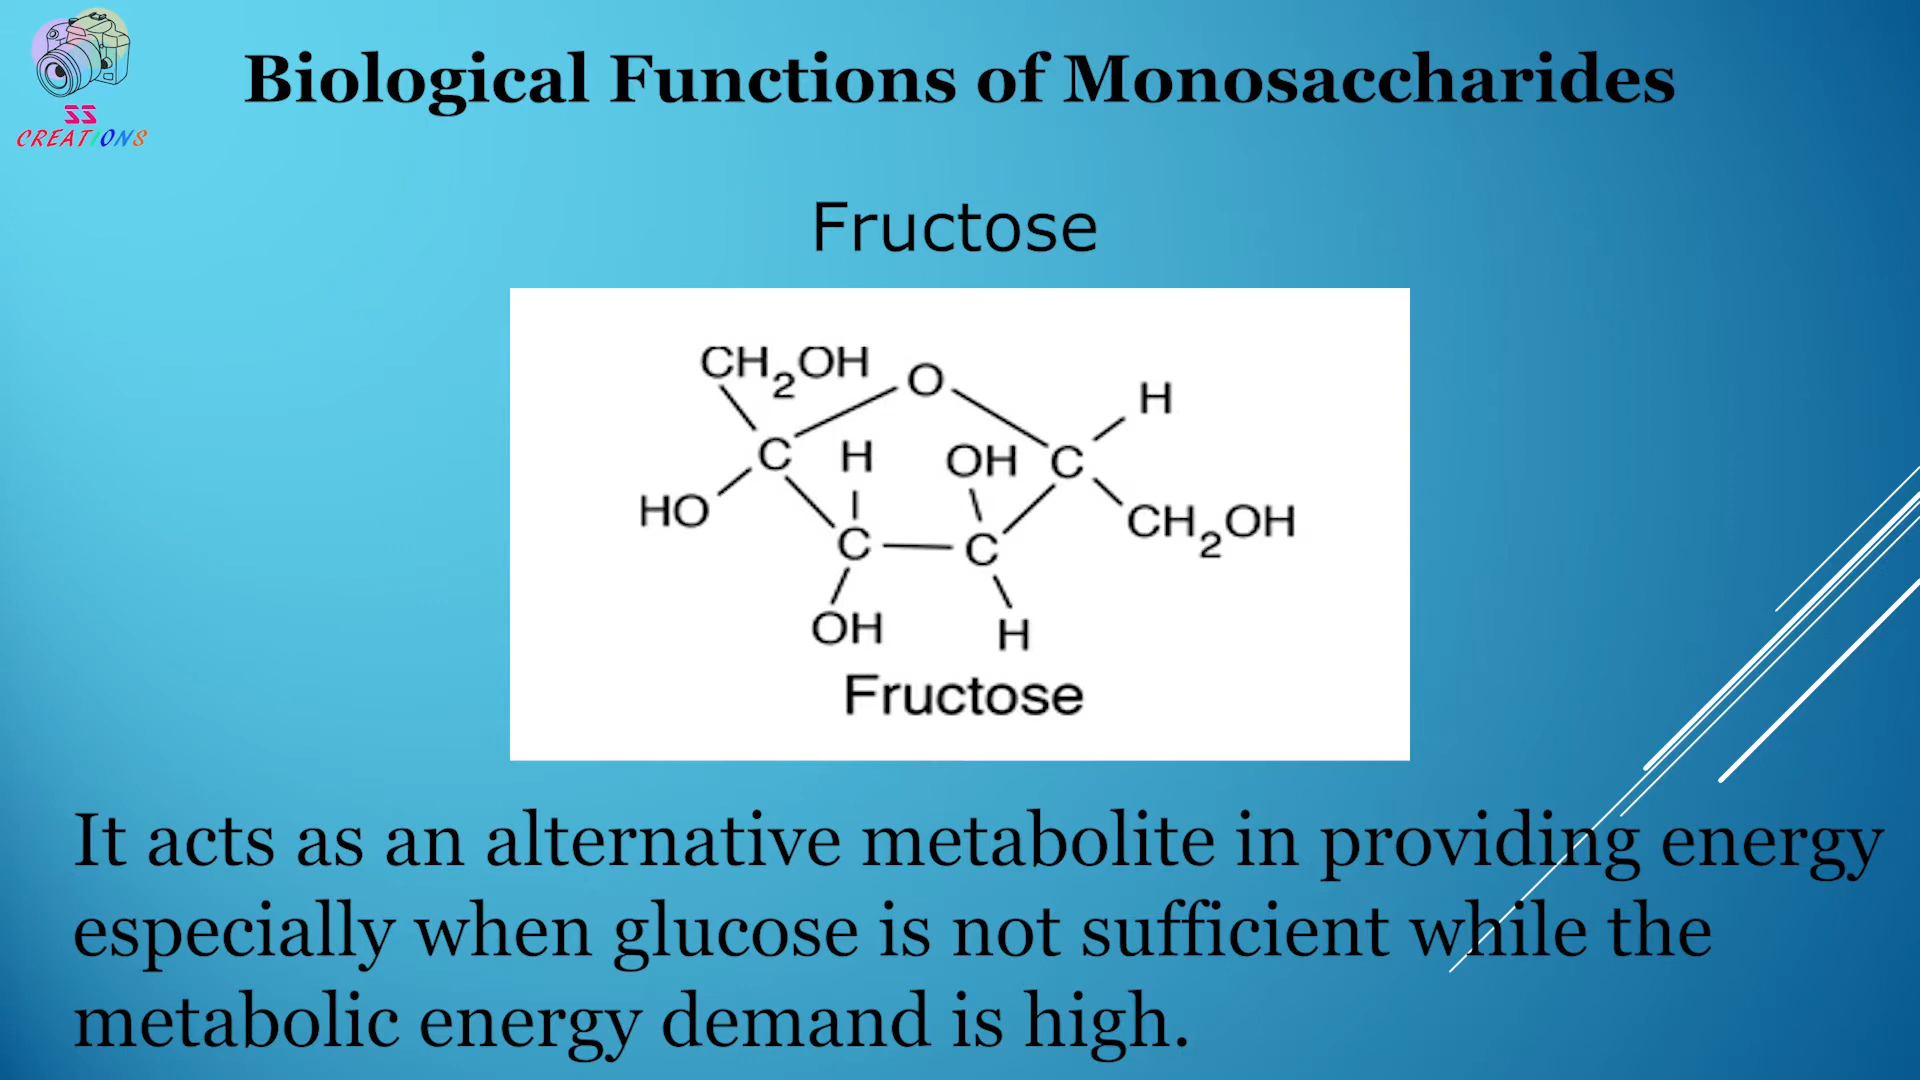 SS
CREATIONS
Biological Functions of Monosaccharides
Fructose
CH2OH
O
H
C
H
OH
C
HO
CH2OH
C
C
OH
H
Fructose
It acts as an alternative metabolite in providing energy
especially when glucose is not sufficient while the
metabolic energy demand is high.